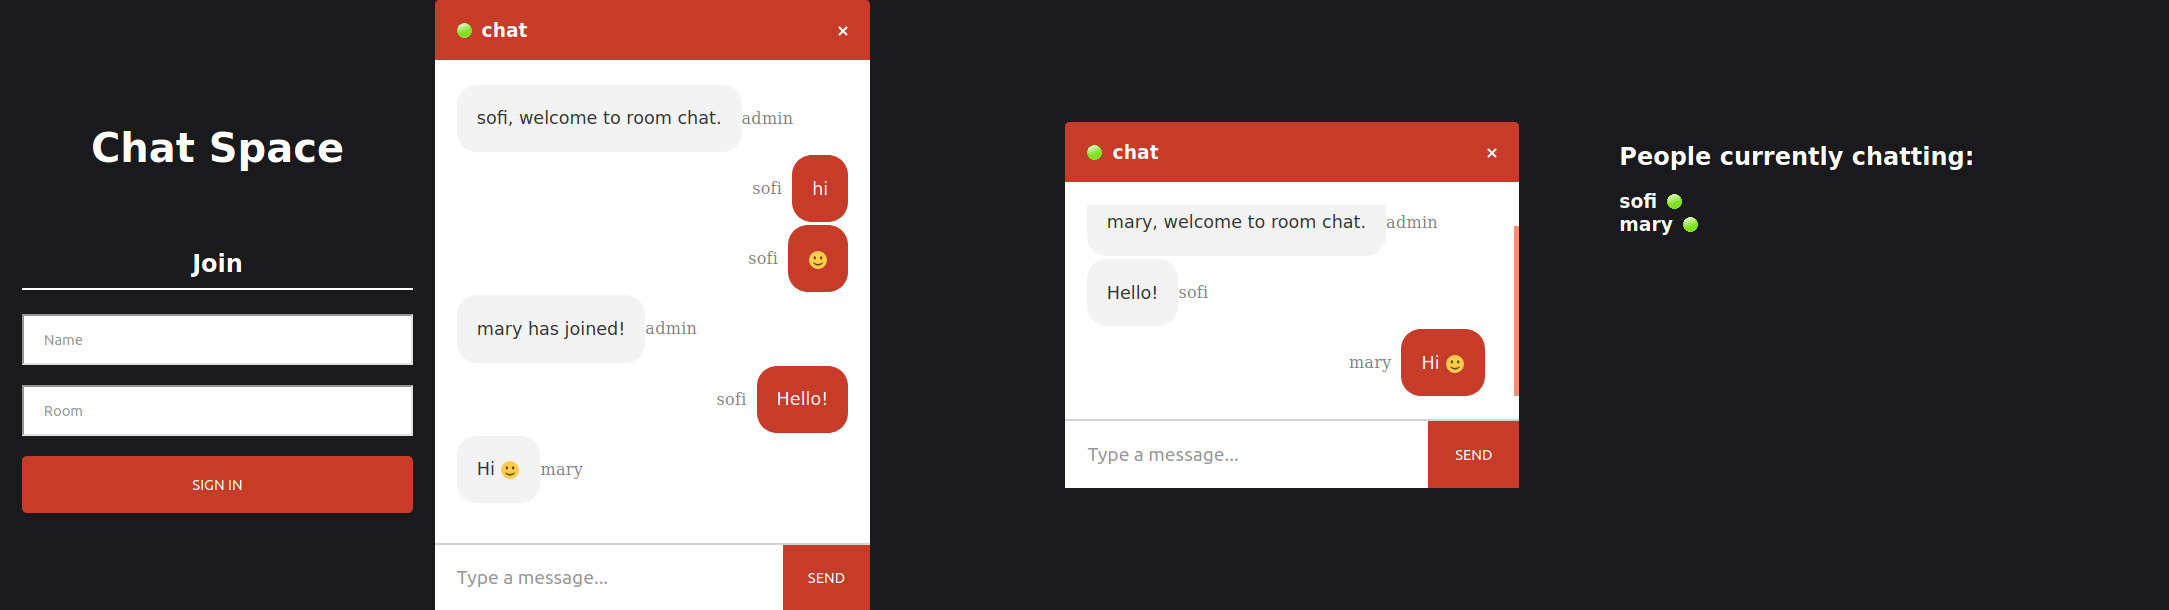 Chat Space
Join
Name
Room
SIGN IN
chat ×
sofi, welcome to room chat. admin
sofi hi
sofi 🙂
mary has joined! admin
sofi Hello!
Hi 🙂 mary
Type a message... SEND
chat ×
mary, welcome to room chat. admin
Hello! sofi
mary Hi 🙂
Type a message... SEND
People currently chatting:
sofi
mary